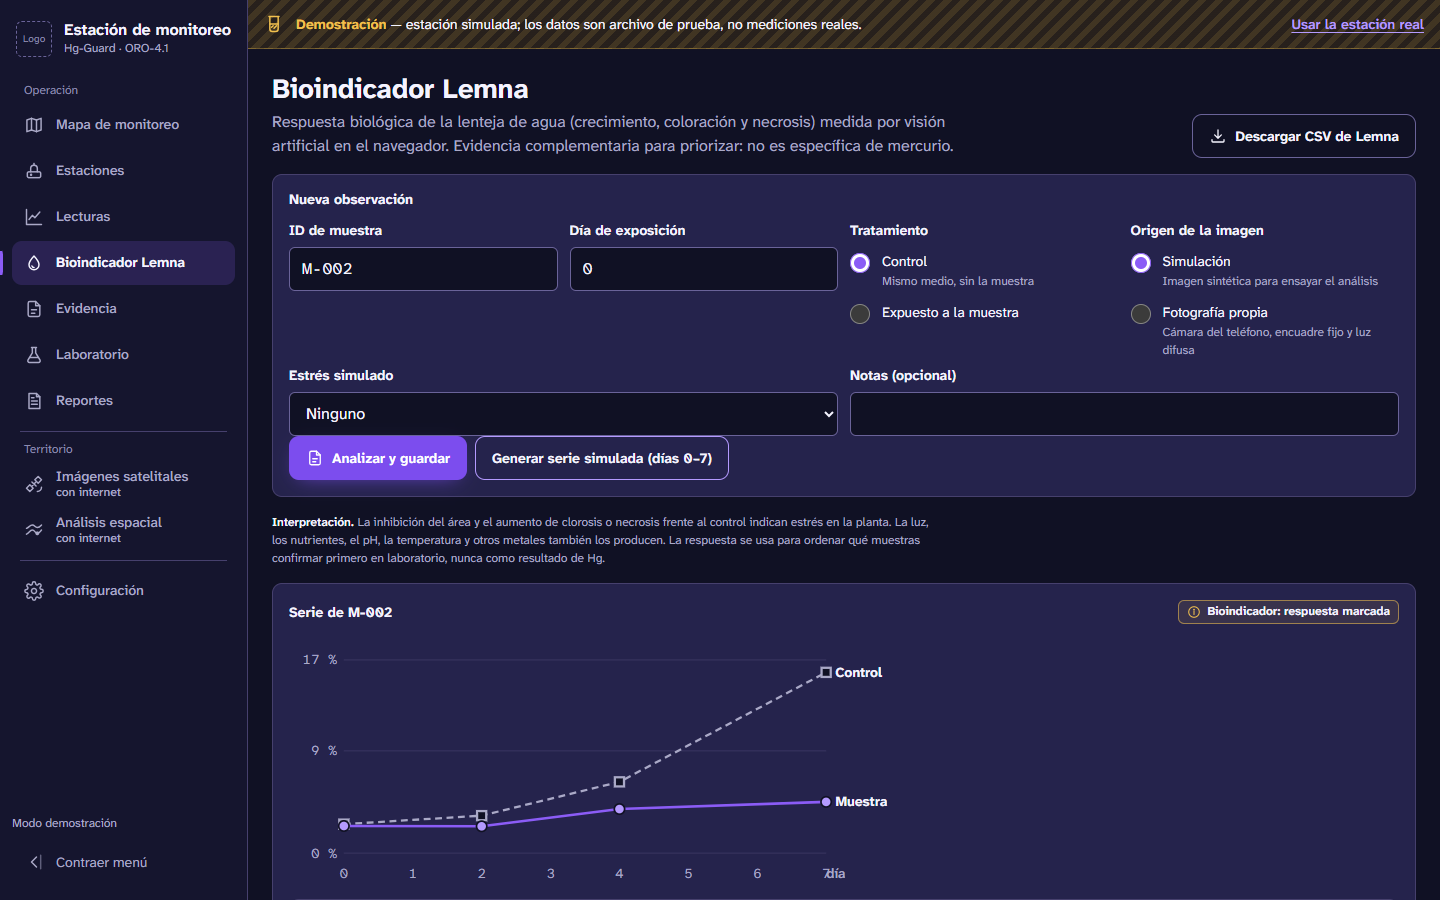 Logo
Estación de monitoreo
Hg-Guard · ORO-4.1
Operación
Mapa de monitoreo
Estaciones
Lecturas
Bioindicador Lemna
Evidencia
Laboratorio
Reportes
Territorio
Imágenes satelitales
con internet
Análisis espacial
con internet
Configuración
Modo demostración
Contraer menú
Demostración — estación simulada; los datos son archivo de prueba, no mediciones reales.
Usar la estación real
Bioindicador Lemna
Respuesta biológica de la lenteja de agua (crecimiento, coloración y necrosis) medida por visión
artificial en el navegador. Evidencia complementaria para priorizar: no es específica de mercurio.
Descargar CSV de Lemna
Nueva observación
ID de muestra
M-002
Día de exposición
0
Tratamiento
Control
Mismo medio, sin la muestra
Expuesto a la muestra
Origen de la imagen
Simulación
Imagen sintética para ensayar el análisis
Fotografía propia
Cámara del teléfono, encuadre fijo y luz
difusa
Estrés simulado
Ninguno
Notas (opcional)
Analizar y guardar
Generar serie simulada (días 0–7)
Interpretación. La inhibición del área y el aumento de clorosis o necrosis frente al control indican estrés en la planta. La luz,
los nutrientes, el pH, la temperatura y otros metales también los producen. La respuesta se usa para ordenar qué muestras
confirmar primero en laboratorio, nunca como resultado de Hg.
Serie de M-002
Bioindicador: respuesta marcada
17 %
9 %
0 %
Control
Muestra
0 1 2 3 4 5 6 7 día